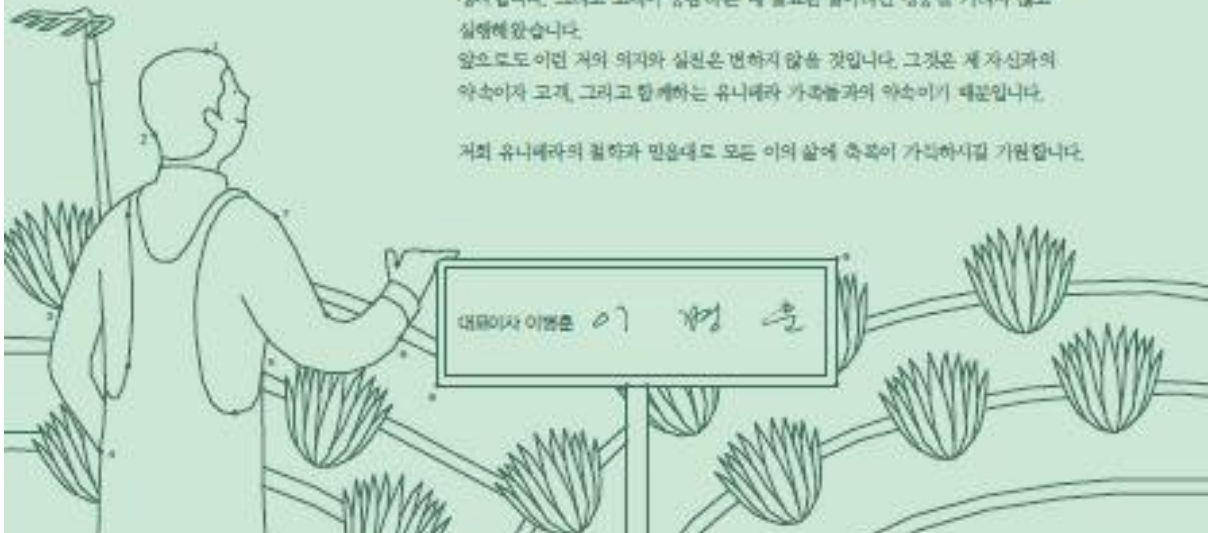 실행해왔습니다.
앞으로도 이런 저의 의지와 실천은 변하지 않을 것입니다. 그것은 제 자신과의
약속이자 고객, 그리고 함께하는 유니베라 가족들과의 약속이기 때문입니다.
저희 유니베라의 철학과 믿음대로 모든 이의 삶에 축복이 가득하시길 기원합니다.
대표이사 이병훈 이 병 훈